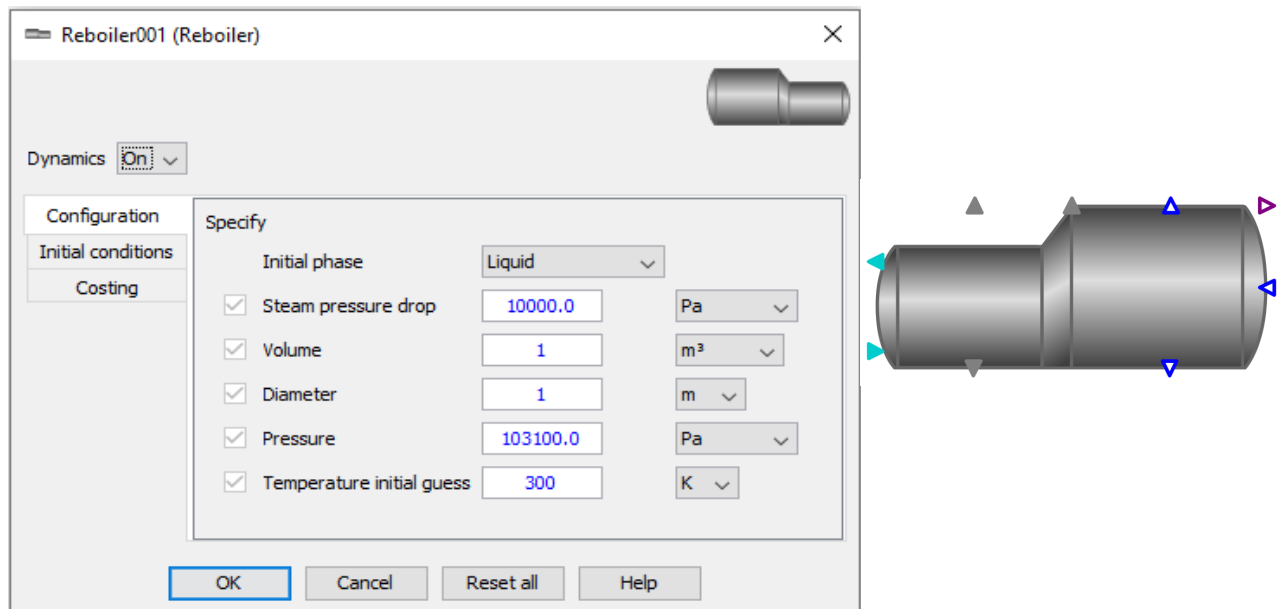 Reboiler001 (Reboiler)
Dynamics On
Configuration
Initial conditions
Costing
Specify
Initial phase Liquid
Steam pressure drop 10000.0 Pa
Volume 1 m³
Diameter 1 m
Pressure 103100.0 Pa
Temperature initial guess 300 K
OK Cancel Reset all Help